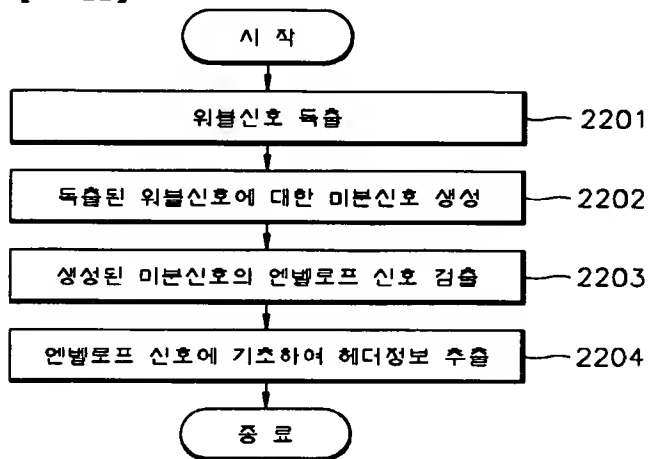 시 작
위블신호 독출
2201
독출된 위블신호에 대한 미분신호 생성
2202
생성된 미분신호의 엔벨로프 신호 검출
2203
엔벨로프 신호에 기초하여 헤더정보 추출
2204
종 료